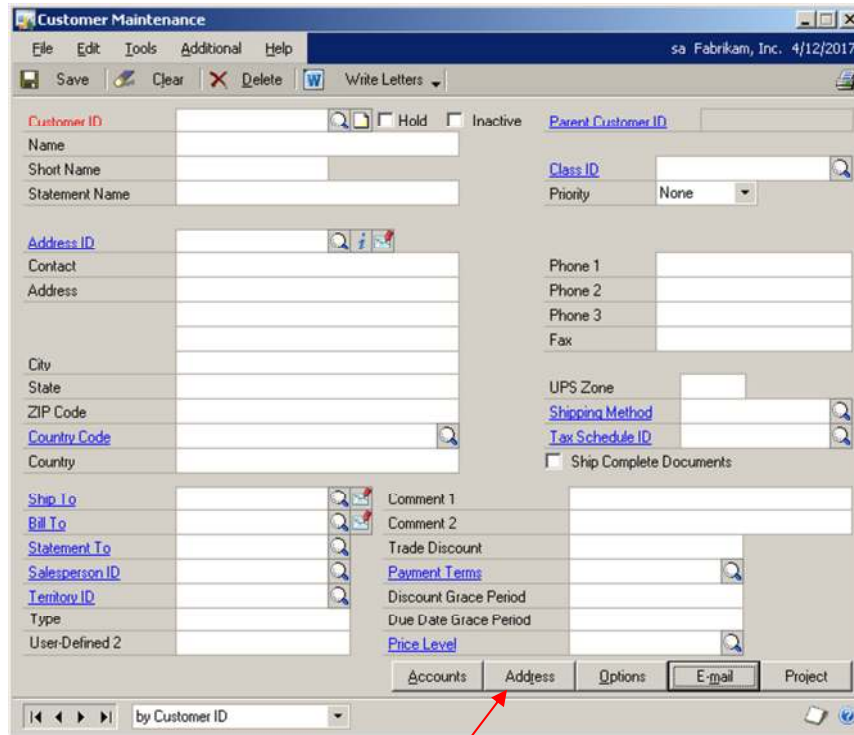 Customer Maintenance
File Edit Tools Additional Help sa Fabrikam, Inc. 4/12/2017
Save Clear Delete W Write Letters
Customer ID Hold Inactive Parent Customer ID
Name
Short Name Class ID
Statement Name Priority None
Address ID i
Contact Phone 1
Address Phone 2
Phone 3
Fax
City
State UPS Zone
ZIP Code Shipping Method
Country Code Tax Schedule ID
Country Ship Complete Documents
Ship To Comment 1
Bill To Comment 2
Statement To Trade Discount
Salesperson ID Payment Terms
Territory ID Discount Grace Period
Type Due Date Grace Period
User-Defined 2 Price Level
Accounts Address Options E-mail Project
by Customer ID